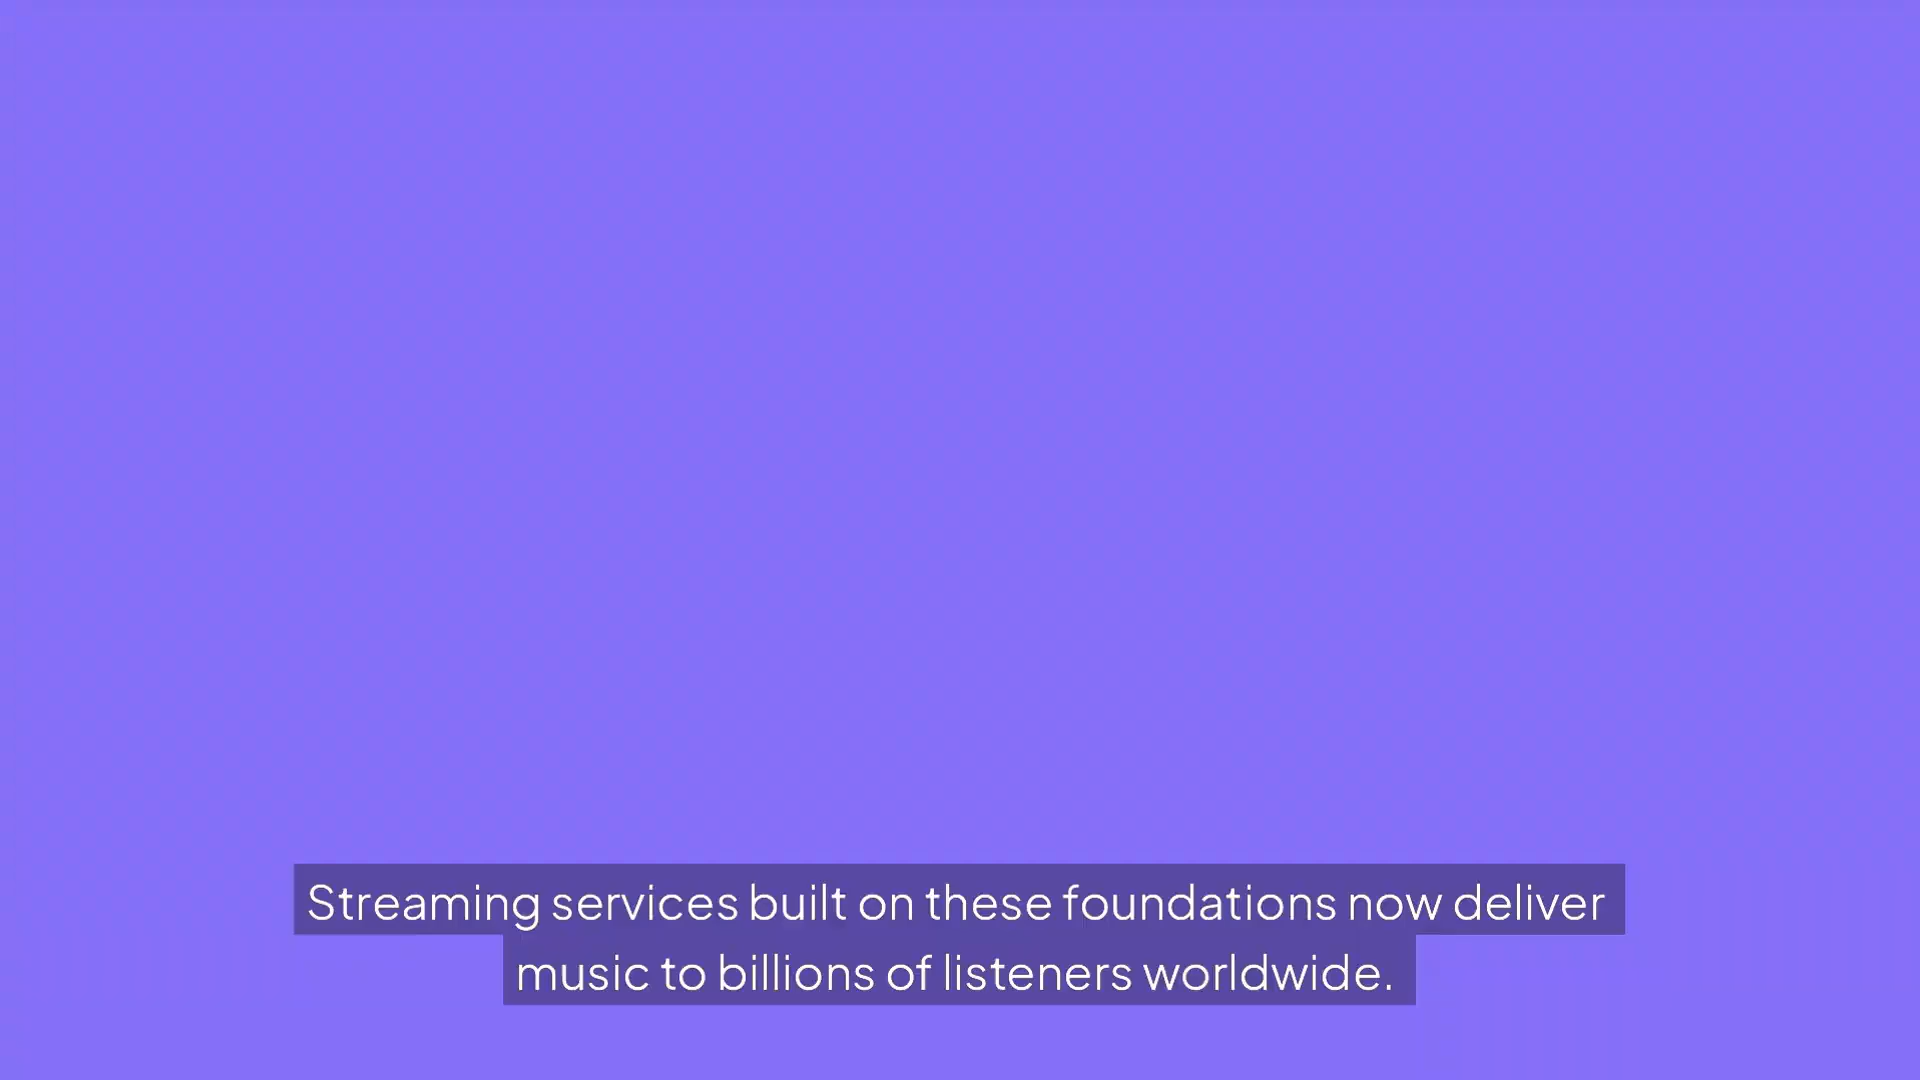 Streaming services built on these foundations now deliver
music to billions of listeners worldwide.